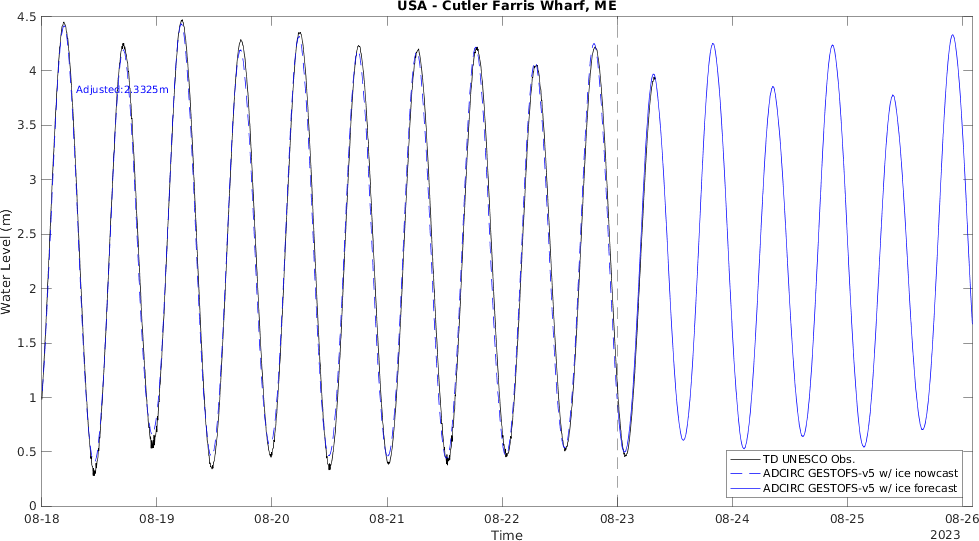 USA - Cutler Farris Wharf, ME
4.5
4
3.5
3
2.5
2
1.5
1
0.5
0
Water Level (m)
Adjusted:2.3325m
TD UNESCO Obs.
ADCIRC GESTOFS-v5 w/ ice nowcast
ADCIRC GESTOFS-v5 w/ ice forecast
08-18 08-19 08-20 08-21 08-22 08-23 08-24 08-25 08-26
Time
2023